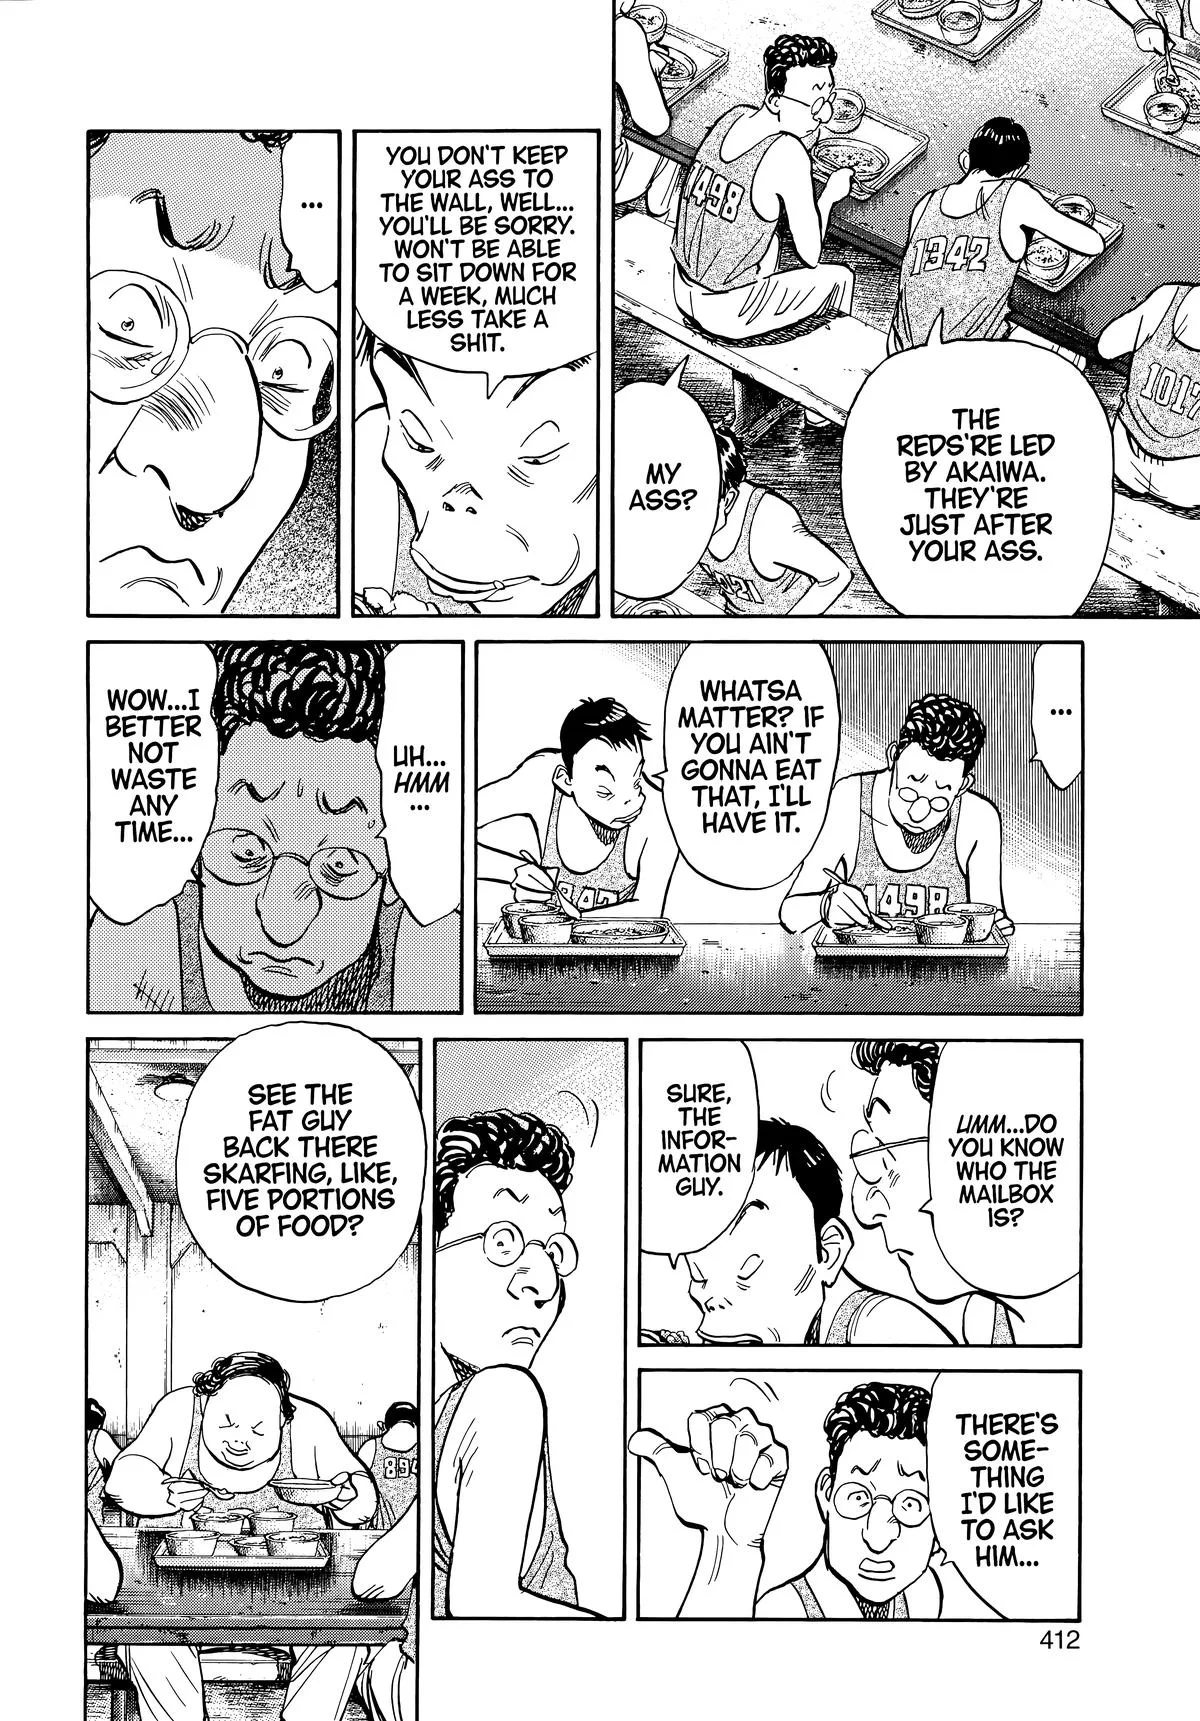 1498
1342
1017
THE
REDS'RE LED
BY AKAIWA.
THEY'RE
JUST AFTER
YOUR ASS.
MY
ASS?
1221
YOU DON'T KEEP
YOUR ASS TO
THE WALL, WELL...
YOU'LL BE SORRY.
WON'T BE ABLE
TO SIT DOWN FOR
A WEEK, MUCH
LESS TAKE A
SHIT.
...
...
WHATSA
MATTER? IF
YOU AIN'T
GONNA EAT
THAT, I'LL
HAVE IT.
1498
UH...
HMM
...
WOW...I
BETTER
NOT
WASTE
ANY
TIME...
UMM...DO
YOU KNOW
WHO THE
MAILBOX
IS?
SURE,
THE
INFOR-
MATION
GUY.
THERE'S
SOME-
THING
I'D LIKE
TO ASK
HIM...
SEE THE
FAT GUY
BACK THERE
SKARFING, LIKE,
FIVE PORTIONS
OF FOOD?
894
412